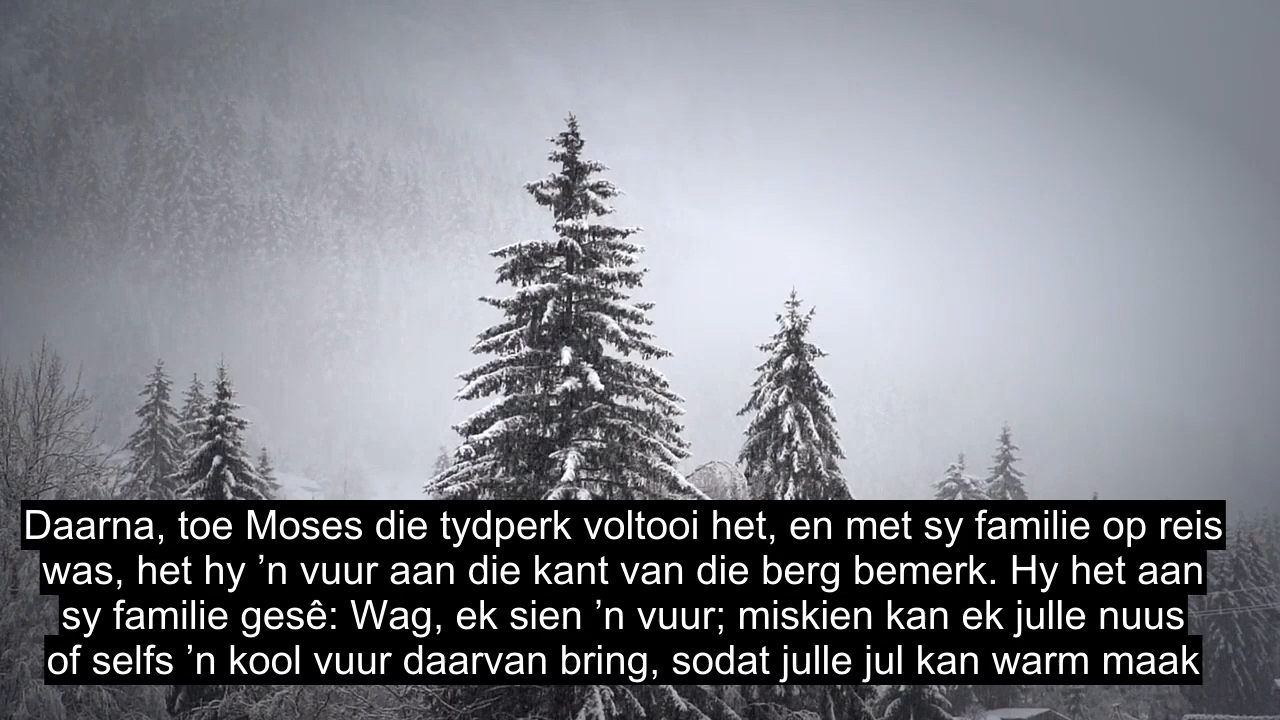 Daarna, toe Moses die tydperk voltooi het, en met sy familie op reis
was, het hy ’n vuur aan die kant van die berg bemerk. Hy het aan
sy familie gesê: Wag, ek sien ’n vuur; miskien kan ek julle nuus
of selfs ’n kool vuur daarvan bring, sodat julle jul kan warm maak